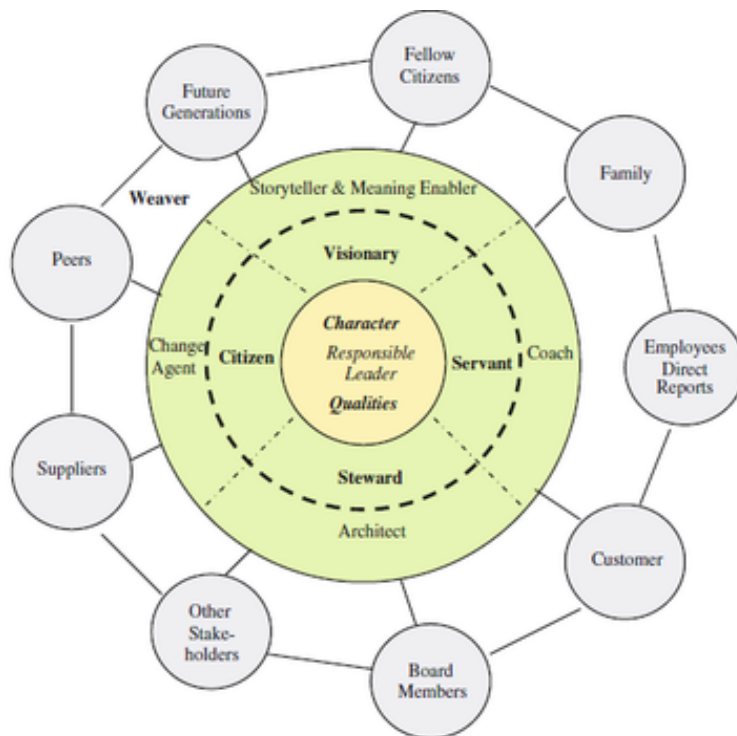 Fellow
Citizens
Future
Generations
Family
Weaver
Storyteller & Meaning Enabler
Peers
Visionary
Character
Responsible
Leader
Qualities
Change
Agent
Citizen
Servant
Coach
Employees
Direct
Reports
Suppliers
Steward
Architect
Customer
Other
Stake-
holders
Board
Members